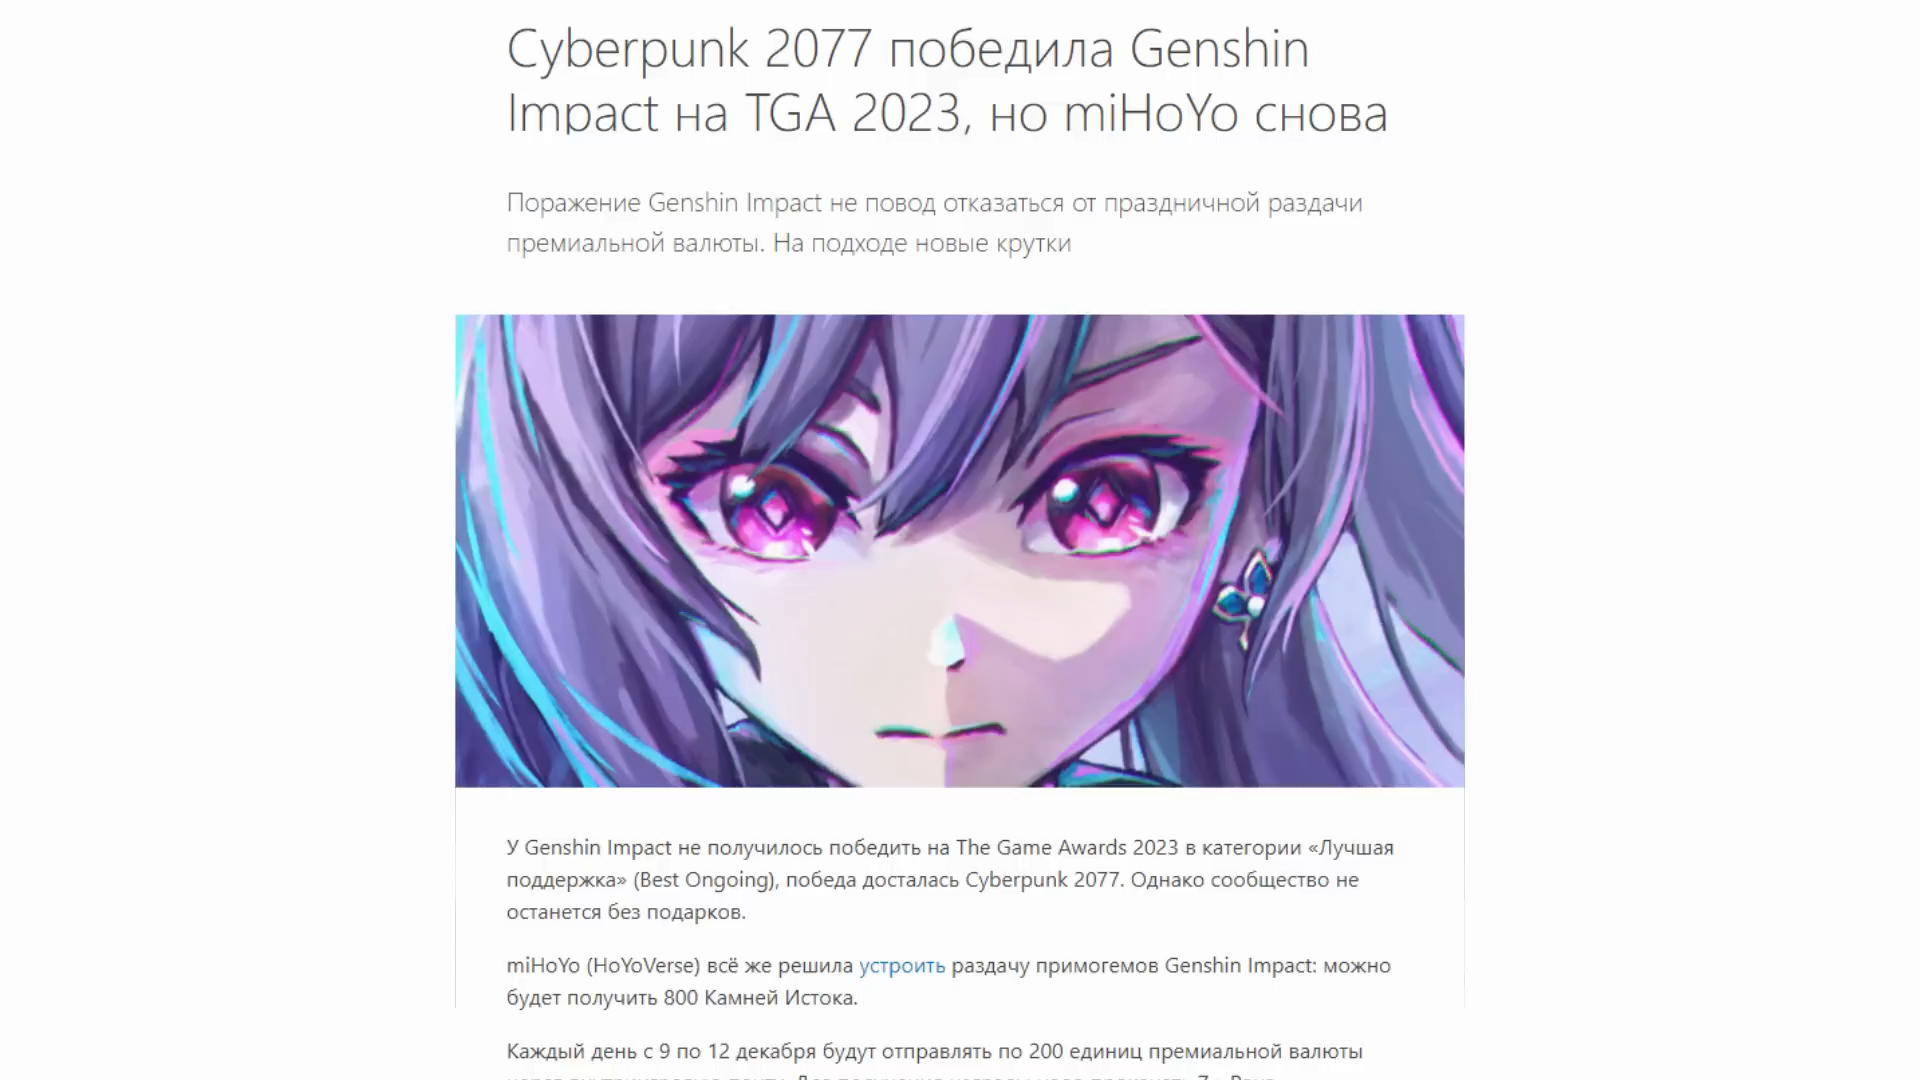 Cyberpunk 2077 победила Genshin
Impact на TGA 2023, но miHoYo снова
Поражение Genshin Impact не повод отказаться от праздничной раздачи
премиальной валюты. На подходе новые крутки
У Genshin Impact не получилось победить на The Game Awards 2023 в категории «Лучшая
поддержка» (Best Ongoing), победа досталась Cyberpunk 2077. Однако сообщество не
останется без подарков.
miHoYo (HoYoVerse) всё же решила устроить раздачу примогемов Genshin Impact: можно
будет получить 800 Камней Истока.
Каждый день с 9 по 12 декабря будут отправлять по 200 единиц премиальной валюты